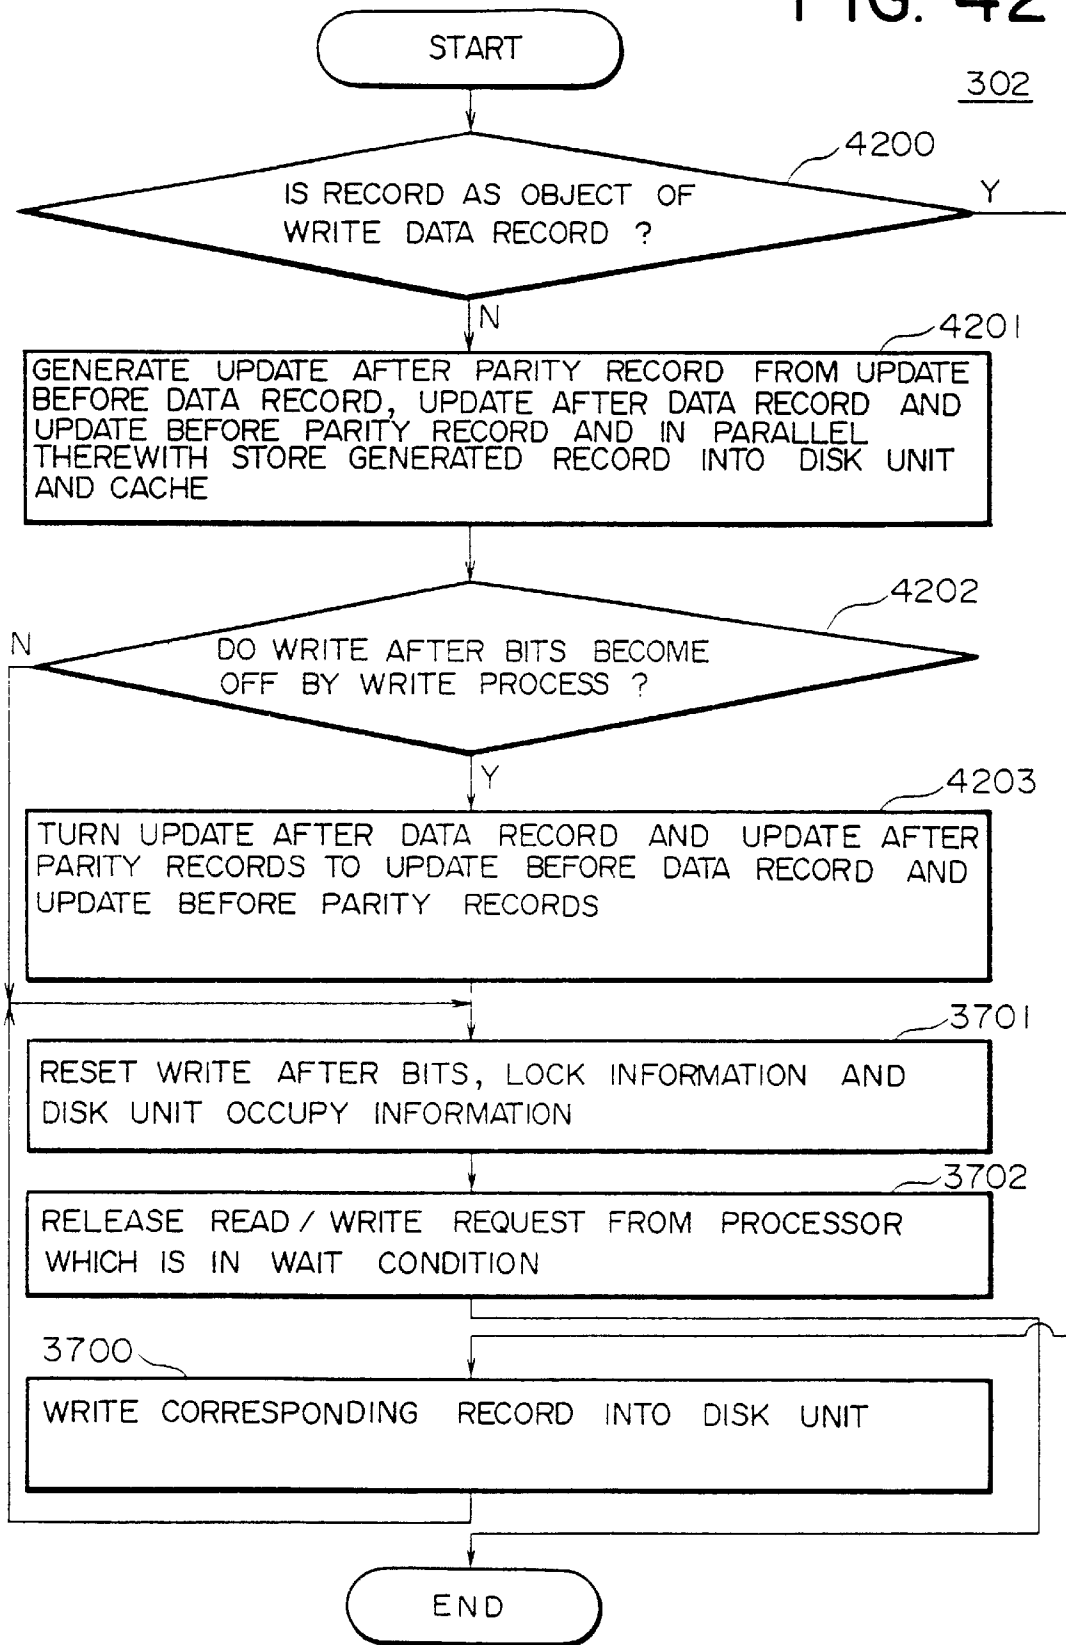 FIG. 42
START
302
4200
IS RECORD AS OBJECT OF
WRITE DATA RECORD ?
Y
N
4201
GENERATE UPDATE AFTER PARITY RECORD FROM UPDATE
BEFORE DATA RECORD, UPDATE AFTER DATA RECORD AND
UPDATE BEFORE PARITY RECORD AND IN PARALLEL
THEREWITH STORE GENERATED RECORD INTO DISK UNIT
AND CACHE
4202
N
DO WRITE AFTER BITS BECOME
OFF BY WRITE PROCESS ?
Y
4203
TURN UPDATE AFTER DATA RECORD AND UPDATE AFTER
PARITY RECORDS TO UPDATE BEFORE DATA RECORD AND
UPDATE BEFORE PARITY RECORDS
3701
RESET WRITE AFTER BITS, LOCK INFORMATION AND
DISK UNIT OCCUPY INFORMATION
3702
RELEASE READ / WRITE REQUEST FROM PROCESSOR
WHICH IS IN WAIT CONDITION
3700
WRITE CORRESPONDING RECORD INTO DISK UNIT
END